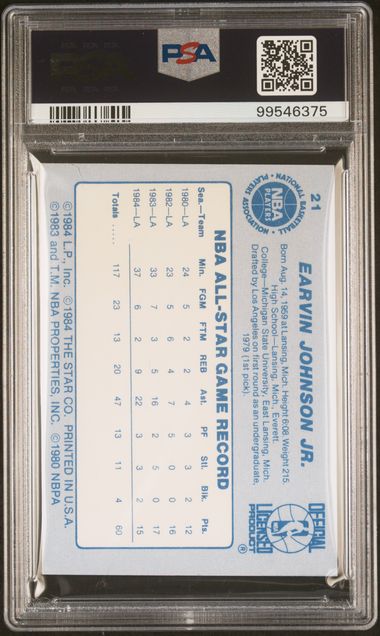 PSA
PSA
99546375
21
NATIONAL BASKETBALL
PLAYERS ASSOCIATION
NBA
PLAYERS
EARVIN JOHNSON JR.
Born Aug. 14, 1959 at Lansing, Mich. Height 6'08. Weight 215.
High School—Lansing, Mich., Everett.
College—Michigan State University, East Lansing, Mich.
Drafted by Los Angeles on first round as an undergraduate,
1979 (1st pick).
OFFICIAL
LICENSED
PRODUCT
®
NBA ALL-STAR GAME RECORD
Sea.—Team Min. FGM FTM REB Ast. PF Stl. Blk. Pts.
1980—LA 24 5 2 2 4 3 3 2 12
1982—LA 23 5 6 4 7 5 0 0 16
1983—LA 33 7 3 5 16 2 5 0 17
1984—LA 37 6 2 9 22 3 3 2 15
Totals ..... 117 23 13 20 47 13 11 4 60
©1984 L.P., Inc. ©1984 THE STAR CO. PRINTED IN U.S.A.
©1983 and T.M. NBA PROPERTIES, INC. ©1980 NBPA